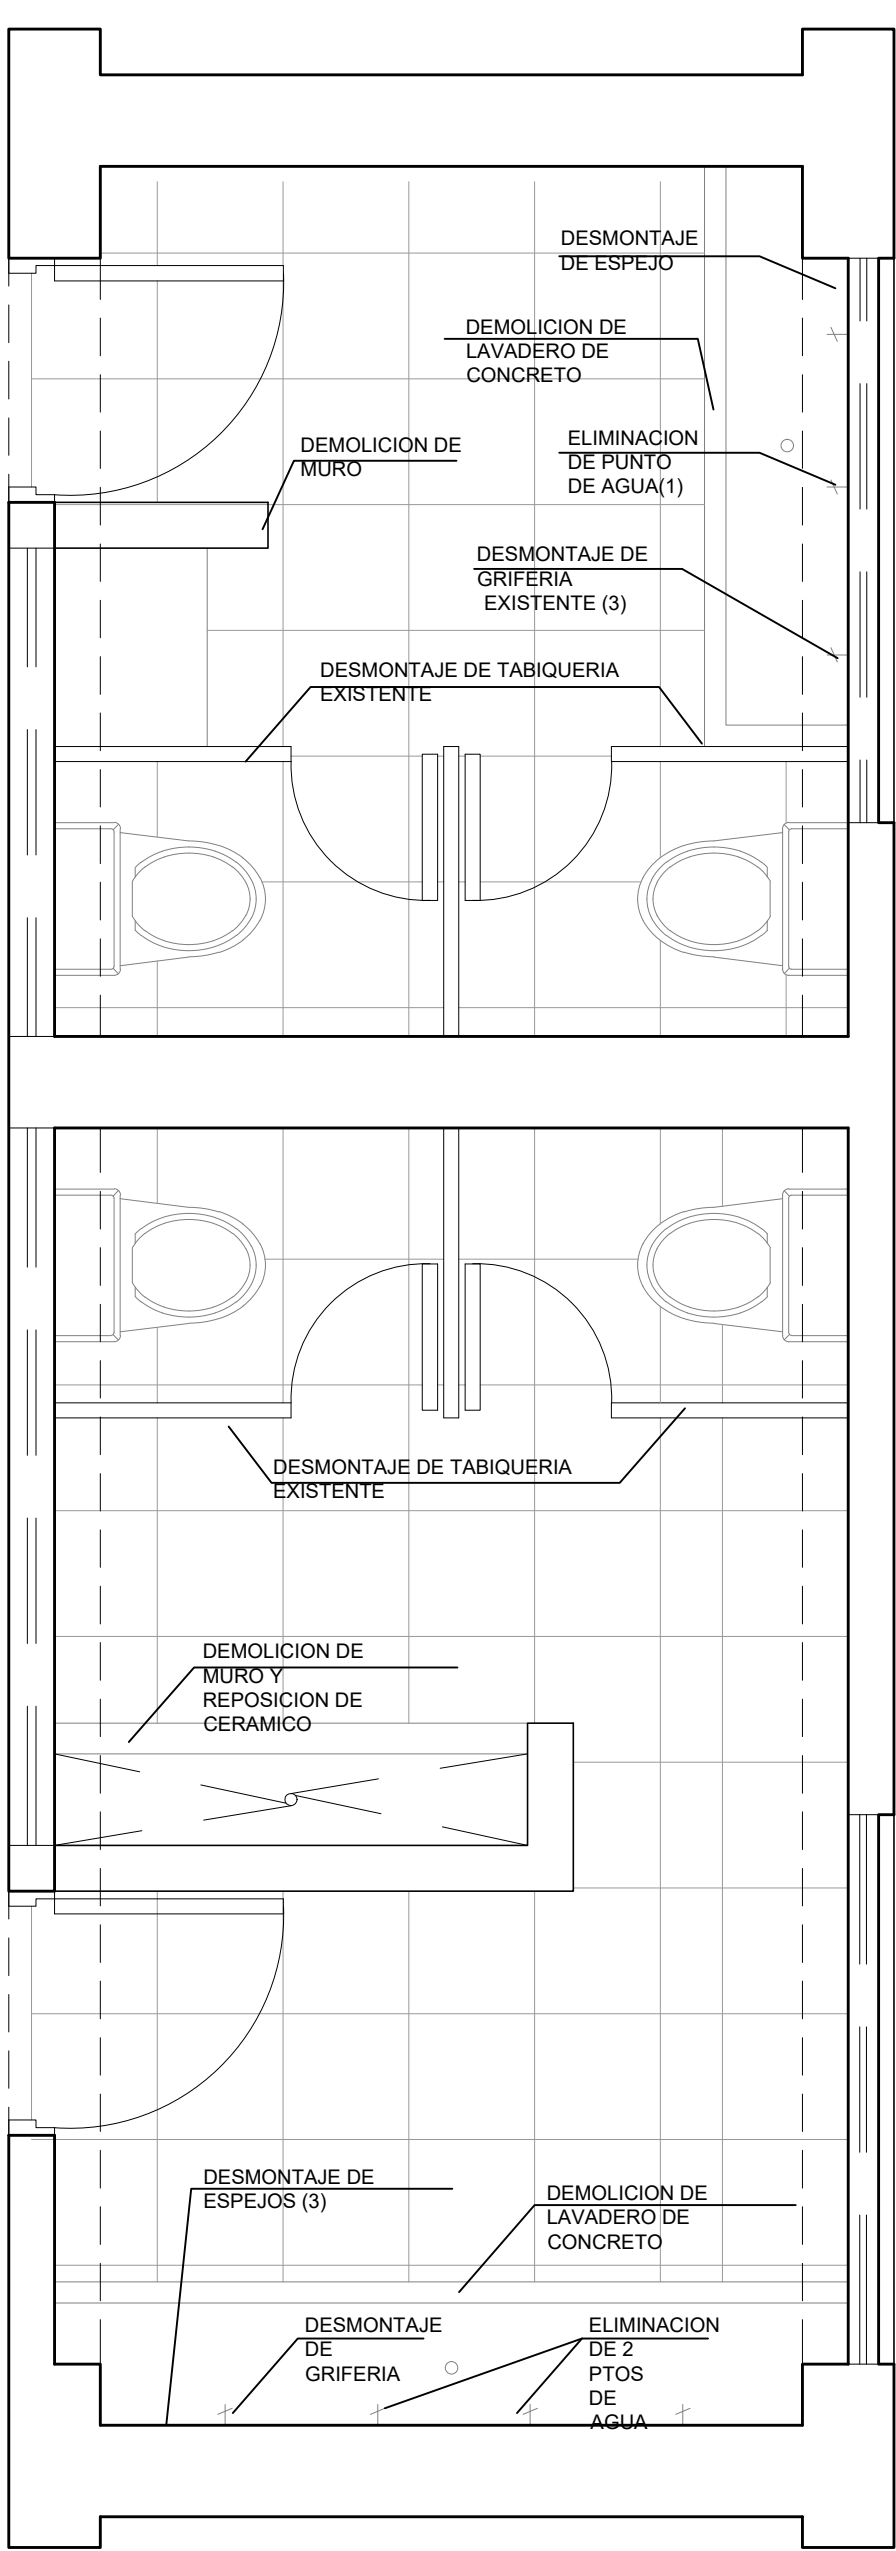 DESMONTAJE
DE ESPEJO
DEMOLICION DE
LAVADERO DE
CONCRETO
DEMOLICION DE
MURO
ELIMINACION
DE PUNTO
DE AGUA(1)
DESMONTAJE DE
GRIFERIA
EXISTENTE (3)
DESMONTAJE DE TABIQUERIA
EXISTENTE
DESMONTAJE DE TABIQUERIA
EXISTENTE
DEMOLICION DE
MURO Y
REPOSICION DE
CERAMICO
DESMONTAJE DE
ESPEJOS (3)
DEMOLICION DE
LAVADERO DE
CONCRETO
DESMONTAJE
DE
GRIFERIA
ELIMINACION
DE 2
PTOS
DE
AGUA